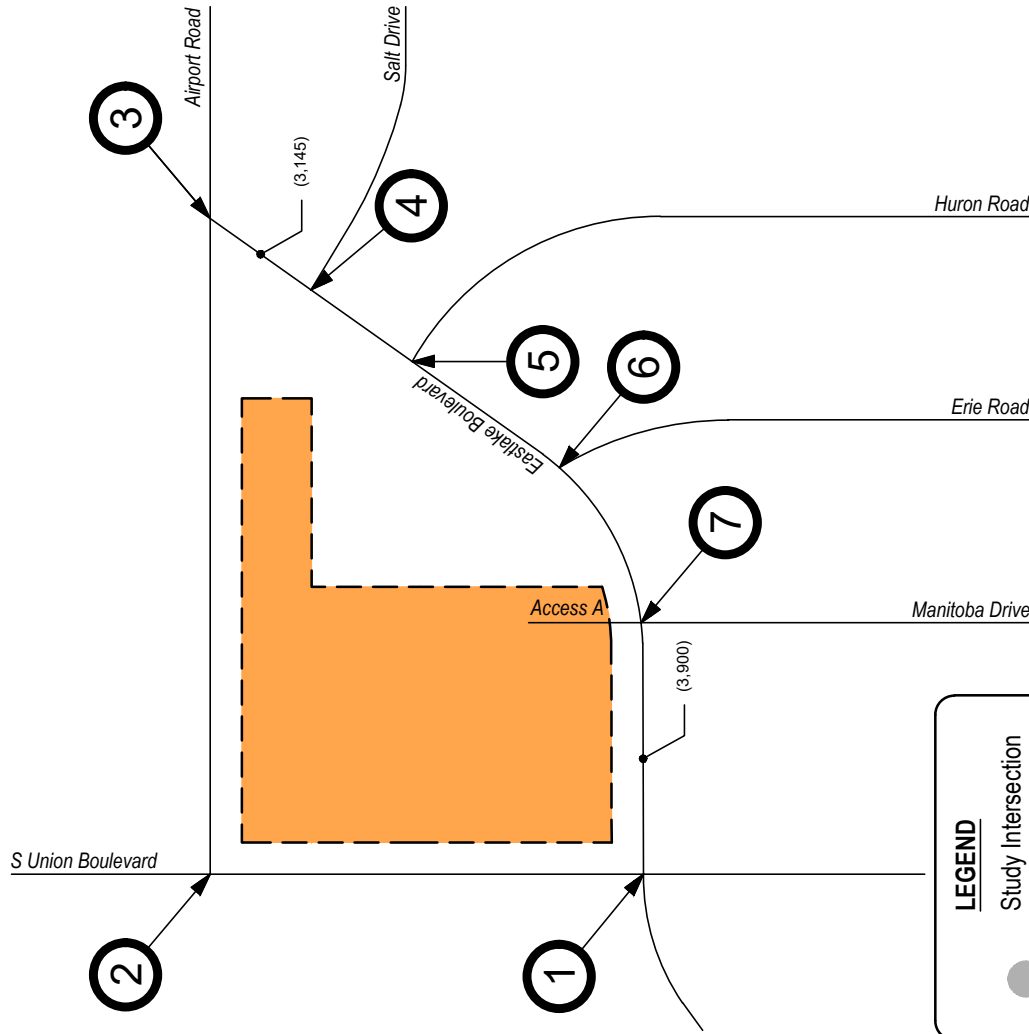 Airport Road
Salt Drive
3
(3,145)
4
Huron Road
5
Eastlake Boulevard
6
Erie Road
7
Access A
Manitoba Drive
(3,900)
S Union Boulevard
2
1
LEGEND
Study Intersection